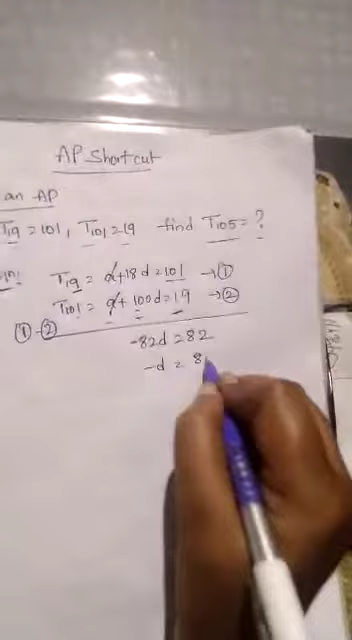 AP Shortcut
an AP
T19 = 101, T101 = 19 find T105 = ?
T19 = a + 18d = 101 → ①
T101 = a + 100d = 19 → ②
① - ②
-82d = 82
-d = 8